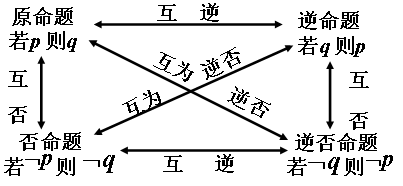 原命题 互 逆 逆命题
若p则q 若q则p
互 互为 逆否 互
否 互为 逆否 否
否命题 逆否命题
若¬p则¬q 互 逆 若¬q则¬p